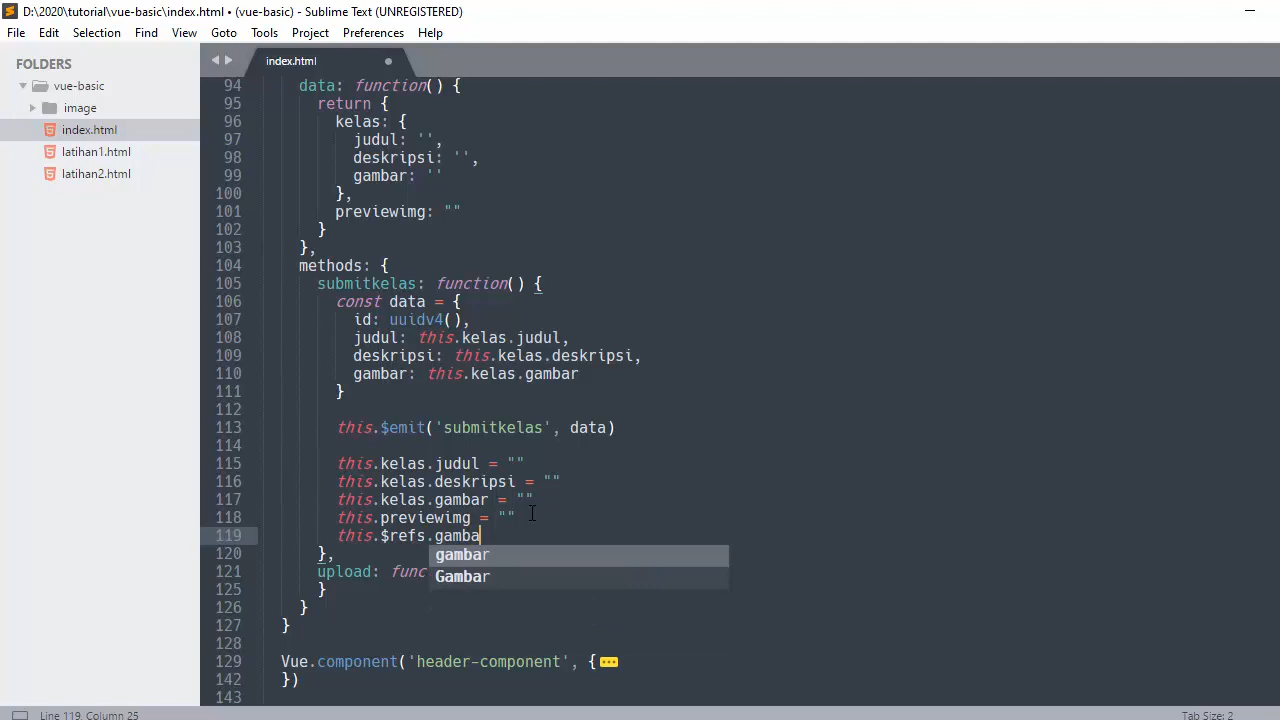 D:\2020\tutorial\vue-basic\index.html • (vue-basic) - Sublime Text (UNREGISTERED)
File Edit Selection Find View Goto Tools Project Preferences Help
FOLDERS
vue-basic
image
index.html
latihan1.html
latihan2.html
index.html
94 data: function() {
95 return {
96 kelas: {
97 judul: '',
98 deskripsi: '',
99 gambar: ''
100 },
101 previewimg: ""
102 }
103 },
104 methods: {
105 submitkelas: function() {
106 const data = {
107 id: uuidv4(),
108 judul: this.kelas.judul,
109 deskripsi: this.kelas.deskripsi,
110 gambar: this.kelas.gambar
111 }
112
113 this.$emit('submitkelas', data)
114
115 this.kelas.judul = ""
116 this.kelas.deskripsi = ""
117 this.kelas.gambar = ""
118 this.previewimg = ""
119 this.$refs.gamba
120 },
gambar
121 upload: func
Gambar
125 }
126 }
127 }
128
129 Vue.component('header-component', {
142 })
143
Line 119, Column 25
Tab Size: 2